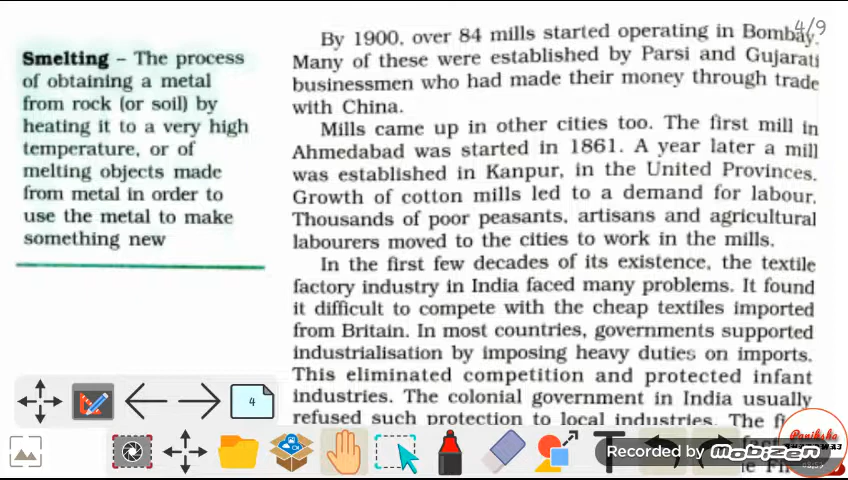 4/9
Smelting – The process
of obtaining a metal
from rock (or soil) by
heating it to a very high
temperature, or of
melting objects made
from metal in order to
use the metal to make
something new
By 1900, over 84 mills started operating in Bombay.
Many of these were established by Parsi and Gujarati
businessmen who had made their money through trade
with China.
Mills came up in other cities too. The first mill in
Ahmedabad was started in 1861. A year later a mill
was established in Kanpur, in the United Provinces.
Growth of cotton mills led to a demand for labour.
Thousands of poor peasants, artisans and agricultural
labourers moved to the cities to work in the mills.
In the first few decades of its existence, the textile
factory industry in India faced many problems. It found
it difficult to compete with the cheap textiles imported
from Britain. In most countries, governments supported
industrialisation by imposing heavy duties on imports.
This eliminated competition and protected infant
industries. The colonial government in India usually
refused such protection to local industries. The
4
Recorded by mobizen